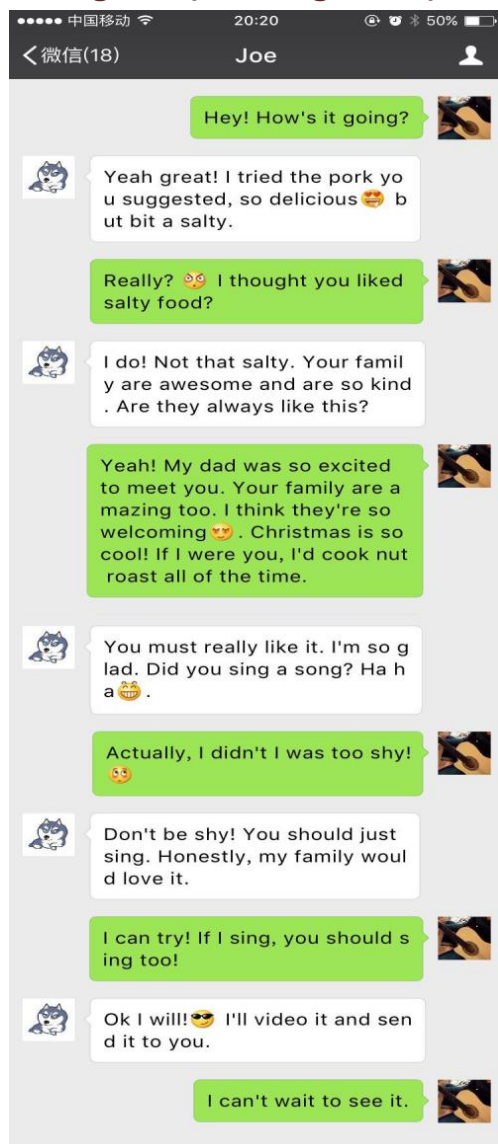 中国移动 20:20 50%
微信(18) Joe
Hey! How's it going?
Yeah great! I tried the pork yo
u suggested, so delicious😍 b
ut bit a salty.
Really? 🙄 I thought you liked
salty food?
I do! Not that salty. Your famil
y are awesome and are so kind
. Are they always like this?
Yeah! My dad was so excited
to meet you. Your family are a
mazing too. I think they're so
welcoming😍. Christmas is so
cool! If I were you, I'd cook nut
roast all of the time.
You must really like it. I'm so g
lad. Did you sing a song? Ha h
a😁.
Actually, I didn't I was too shy!
🙄
Don't be shy! You should just
sing. Honestly, my family woul
d love it.
I can try! If I sing, you should s
ing too!
Ok I will!😎 I'll video it and sen
d it to you.
I can't wait to see it.